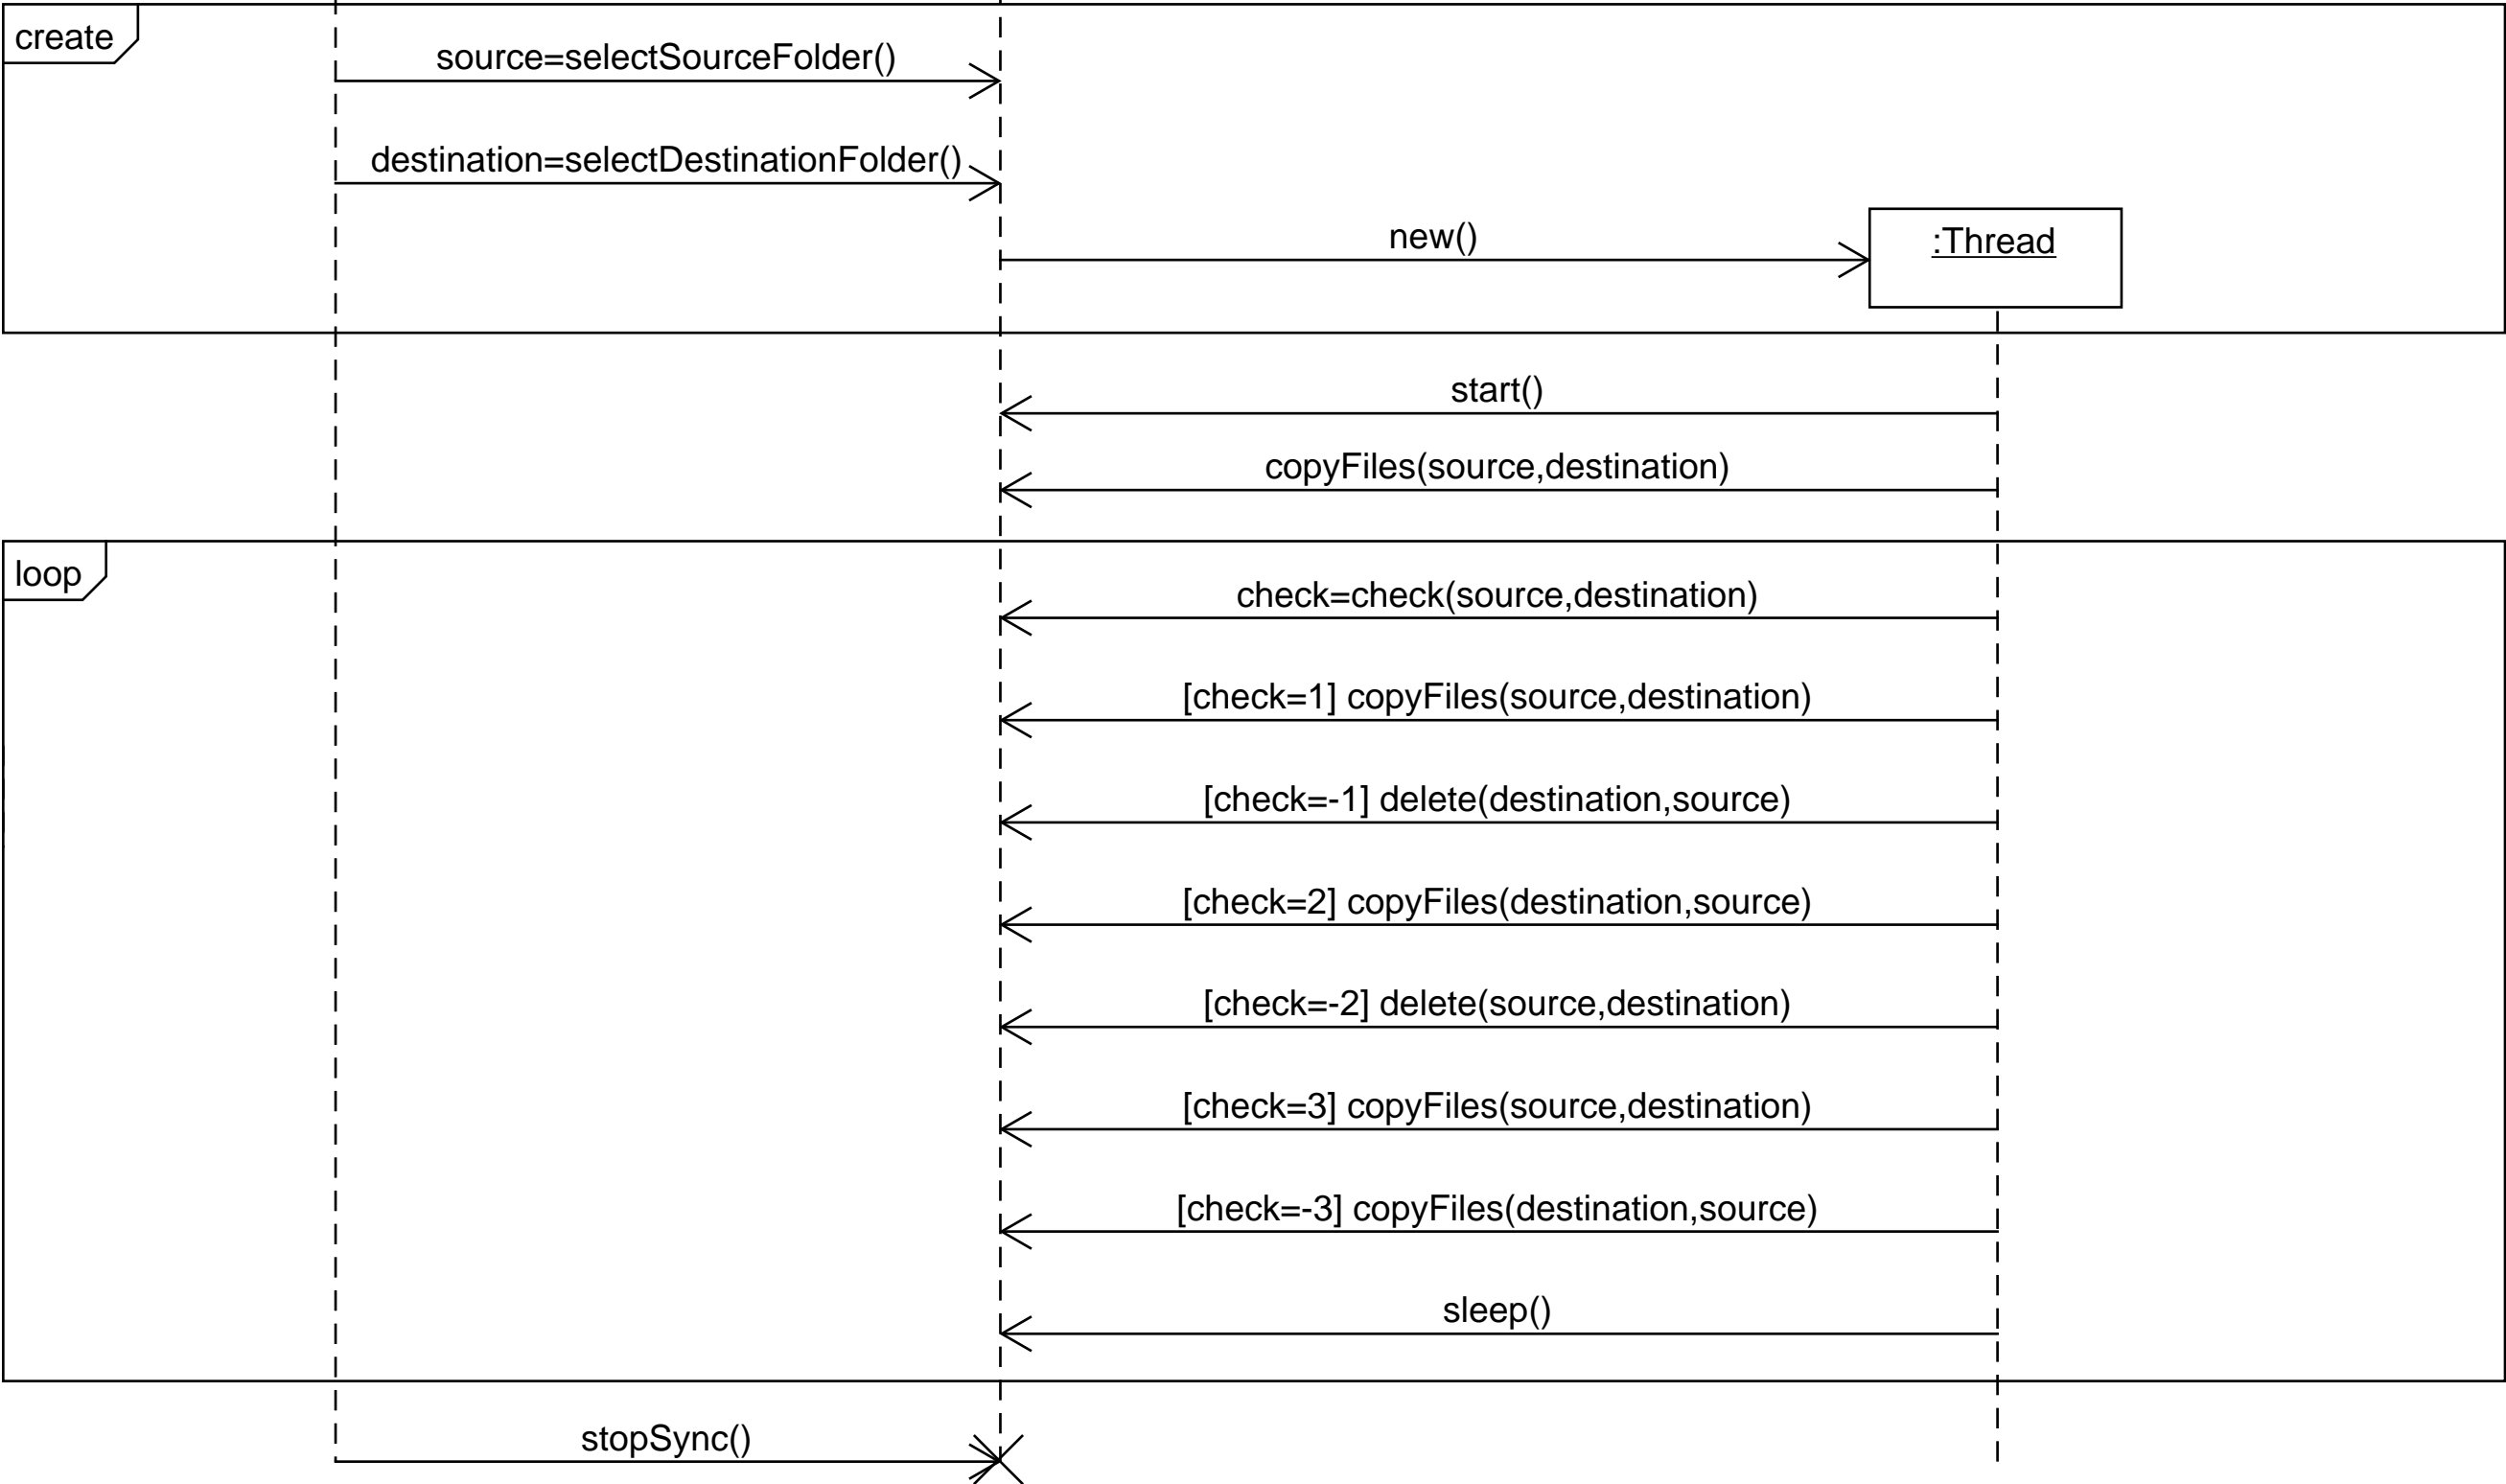 create
source=selectSourceFolder()
destination=selectDestinationFolder()
new()
:Thread
start()
copyFiles(source,destination)
loop
check=check(source,destination)
[check=1] copyFiles(source,destination)
[check=-1] delete(destination,source)
[check=2] copyFiles(destination,source)
[check=-2] delete(source,destination)
[check=3] copyFiles(source,destination)
[check=-3] copyFiles(destination,source)
sleep()
stopSync()